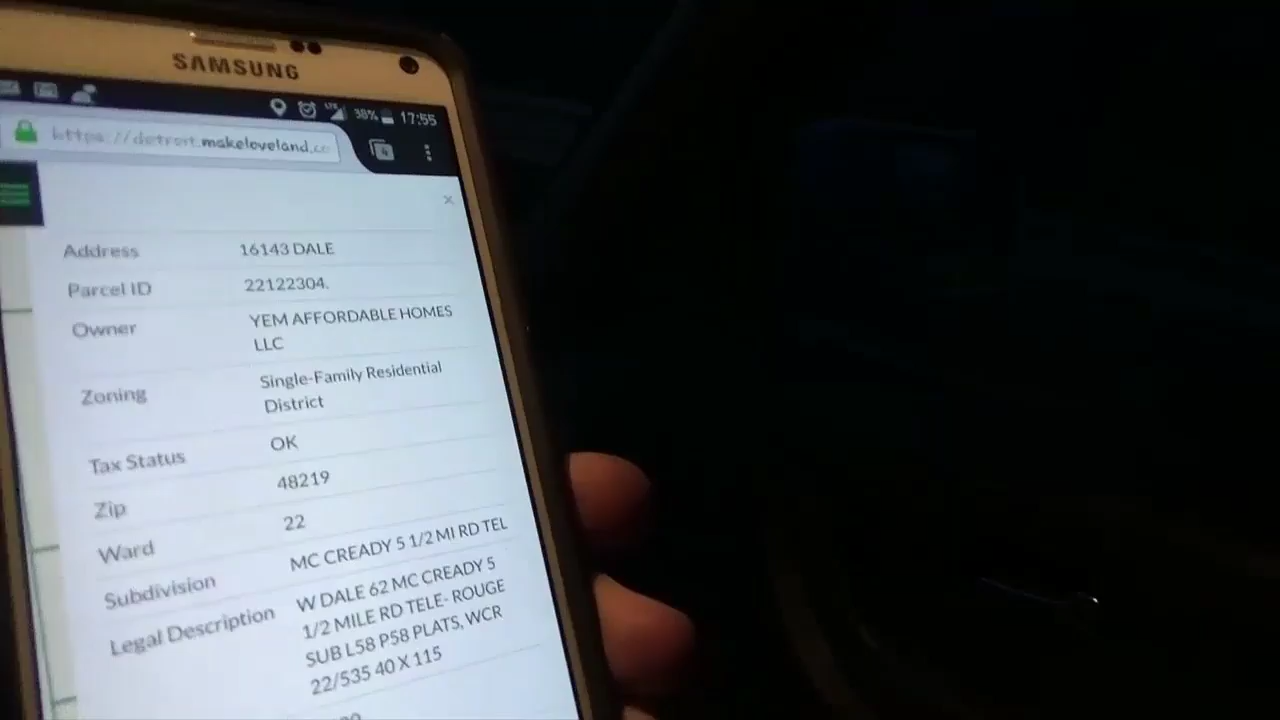 SAMSUNG
LTE 38% 17:55
https://detroit.makeloveland.co
4
×
Address 16143 DALE
Parcel ID 22122304.
Owner YEM AFFORDABLE HOMES
LLC
Zoning Single-Family Residential
District
Tax Status OK
Zip 48219
Ward 22
Subdivision MC CREADY 5 1/2 MI RD TEL
Legal Description W DALE 62 MC CREADY 5
1/2 MILE RD TELE- ROUGE
SUB L58 P58 PLATS, WCR
22/535 40 X 115